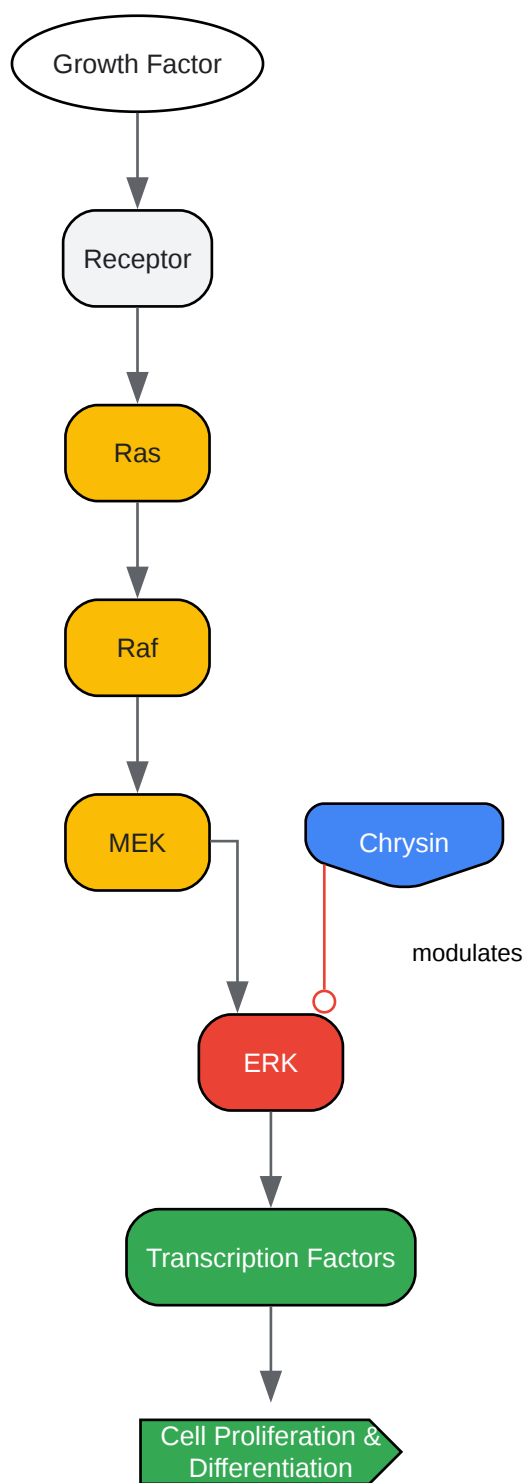 Growth Factor
Receptor
Ras
Raf
MEK
Chrysin
modulates
ERK
Transcription Factors
Cell Proliferation &
Differentiation